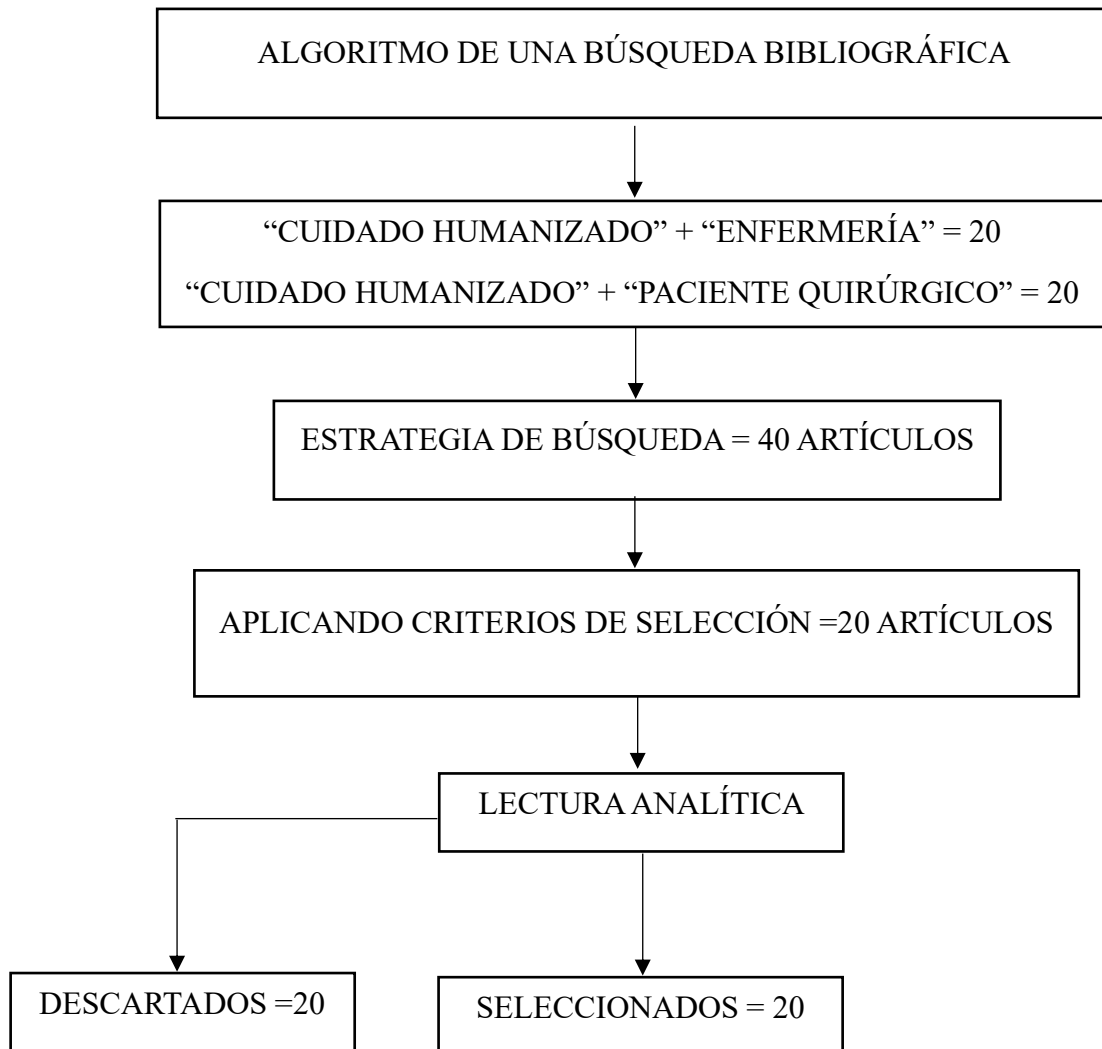 ALGORITMO DE UNA BÚSQUEDA BIBLIOGRÁFICA
“CUIDADO HUMANIZADO” + “ENFERMERÍA” = 20
“CUIDADO HUMANIZADO” + “PACIENTE QUIRÚRGICO” = 20
ESTRATEGIA DE BÚSQUEDA = 40 ARTÍCULOS
APLICANDO CRITERIOS DE SELECCIÓN =20 ARTÍCULOS
LECTURA ANALÍTICA
DESCARTADOS =20
SELECCIONADOS = 20